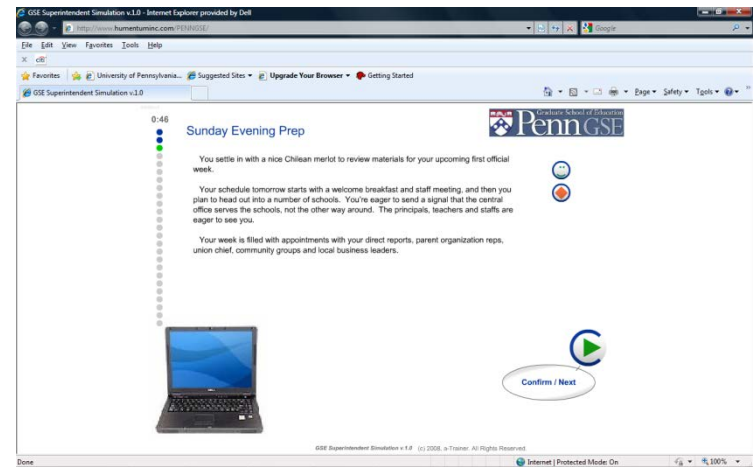 GSE Superintendent Simulation v.1.0 - Internet Explorer provided by Dell
http://www.humentuminc.com/PENNGSE/
Google
File Edit View Favorites Tools Help
X
Favorites University of Pennsylvania... Suggested Sites Upgrade Your Browser Getting Started
GSE Superintendent Simulation v.1.0
Page Safety Tools
0:46
Graduate School of Education
Penn GSE
Sunday Evening Prep
You settle in with a nice Chilean merlot to review materials for your upcoming first official
week.
Your schedule tomorrow starts with a welcome breakfast and staff meeting, and then you
plan to head out into a number of schools. You're eager to send a signal that the central
office serves the schools, not the other way around. The principals, teachers and staffs are
eager to see you.
Your week is filled with appointments with your direct reports, parent organization reps,
union chief, community groups and local business leaders.
Confirm / Next
GSE Superintendent Simulation v 1.0 (c) 2008, a-Trainer. All Rights Reserved
Done
Internet | Protected Mode: On
100%